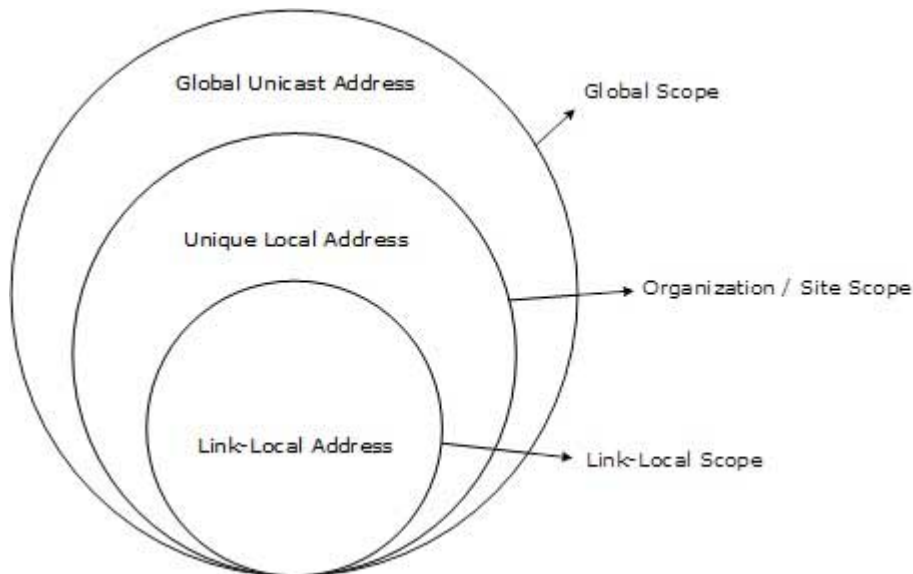 Global Unicast Address
Global Scope
Unique Local Address
Organization / Site Scope
Link-Local Address
Link-Local Scope